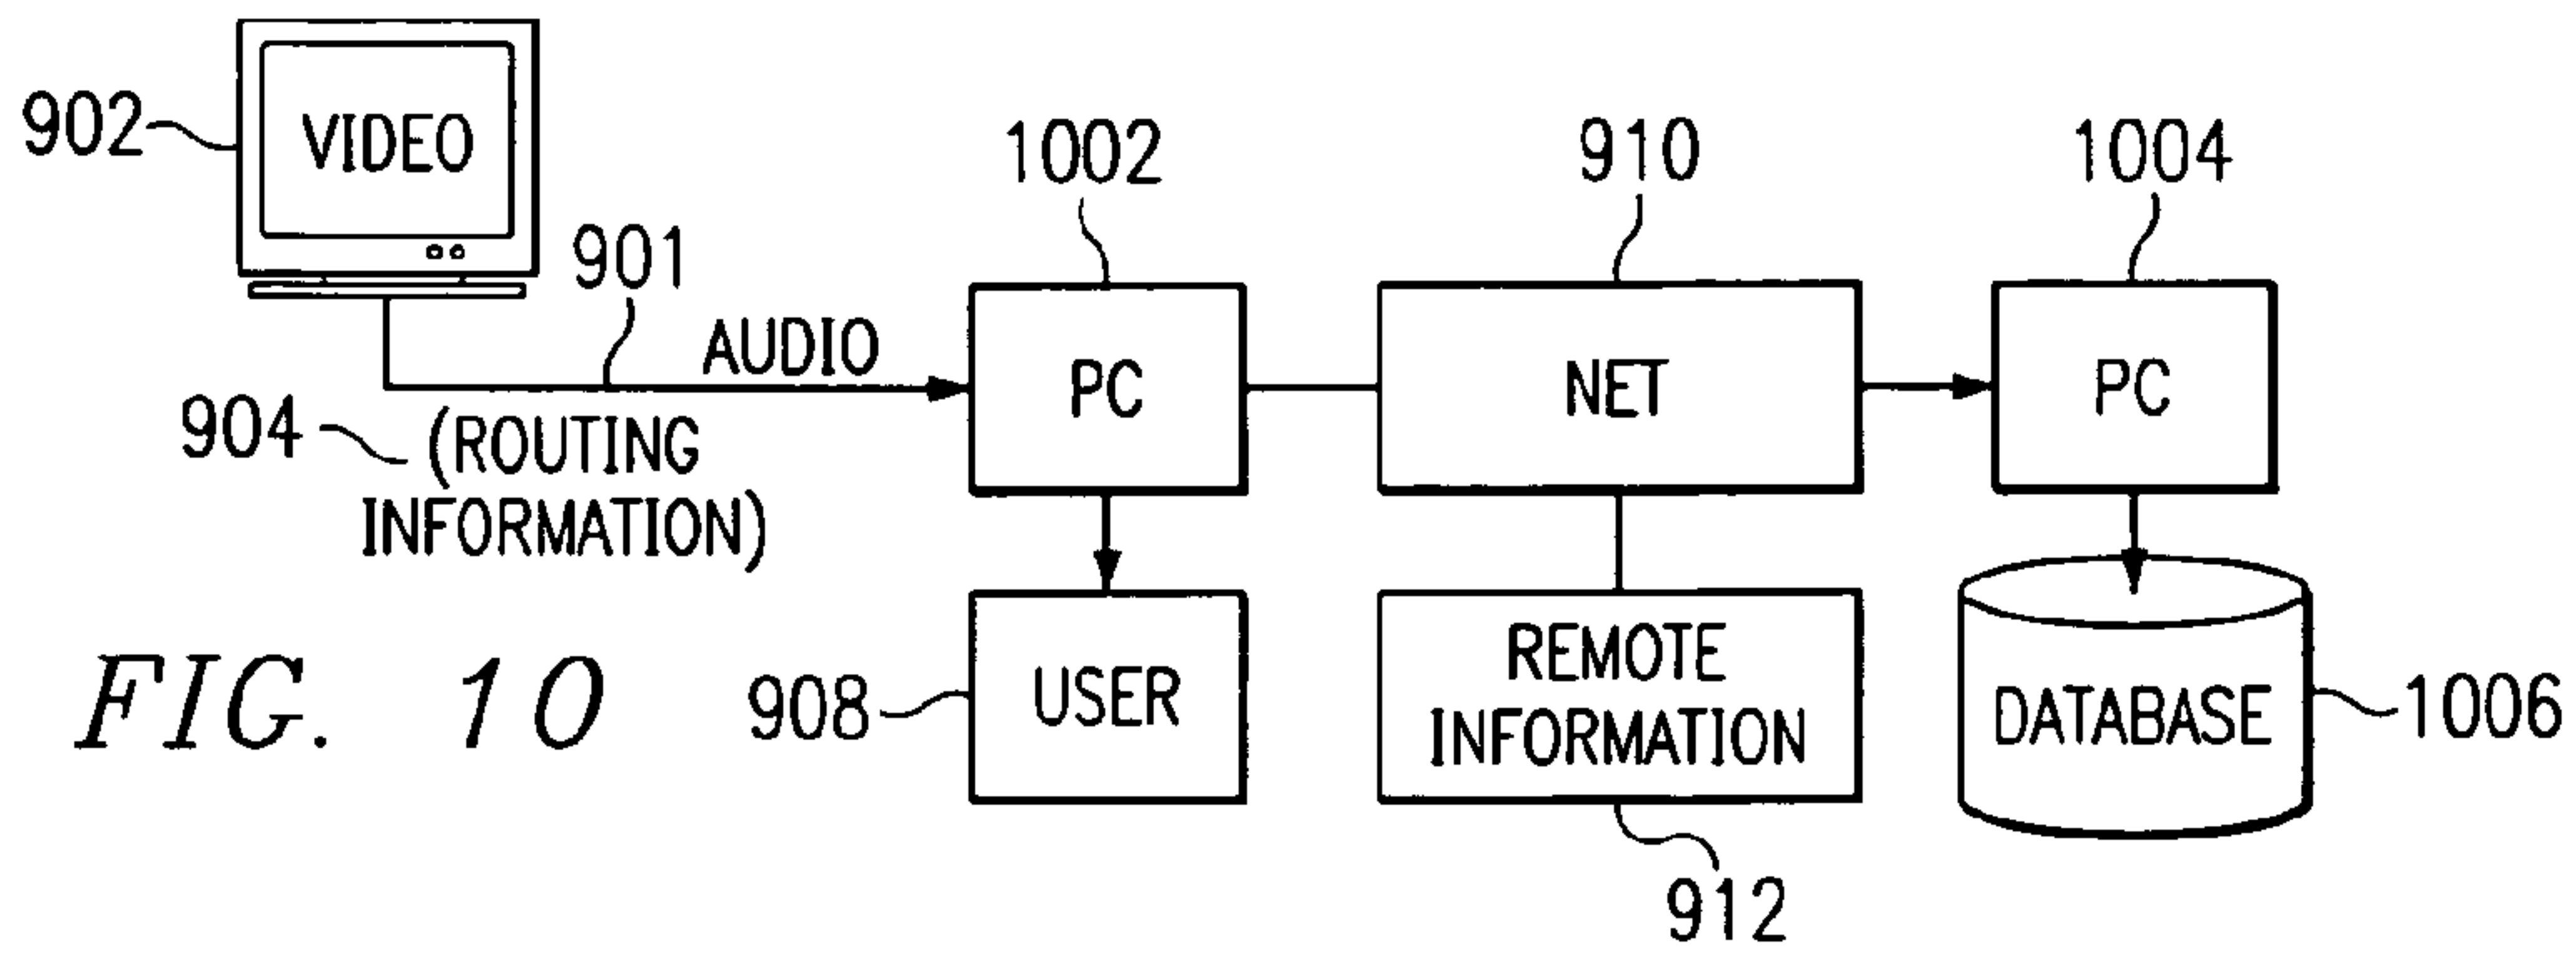 902
VIDEO
901
AUDIO
904
(ROUTING
INFORMATION)
1002
PC
910
NET
1004
PC
908
USER
REMOTE
INFORMATION
912
DATABASE
1006
FIG. 10